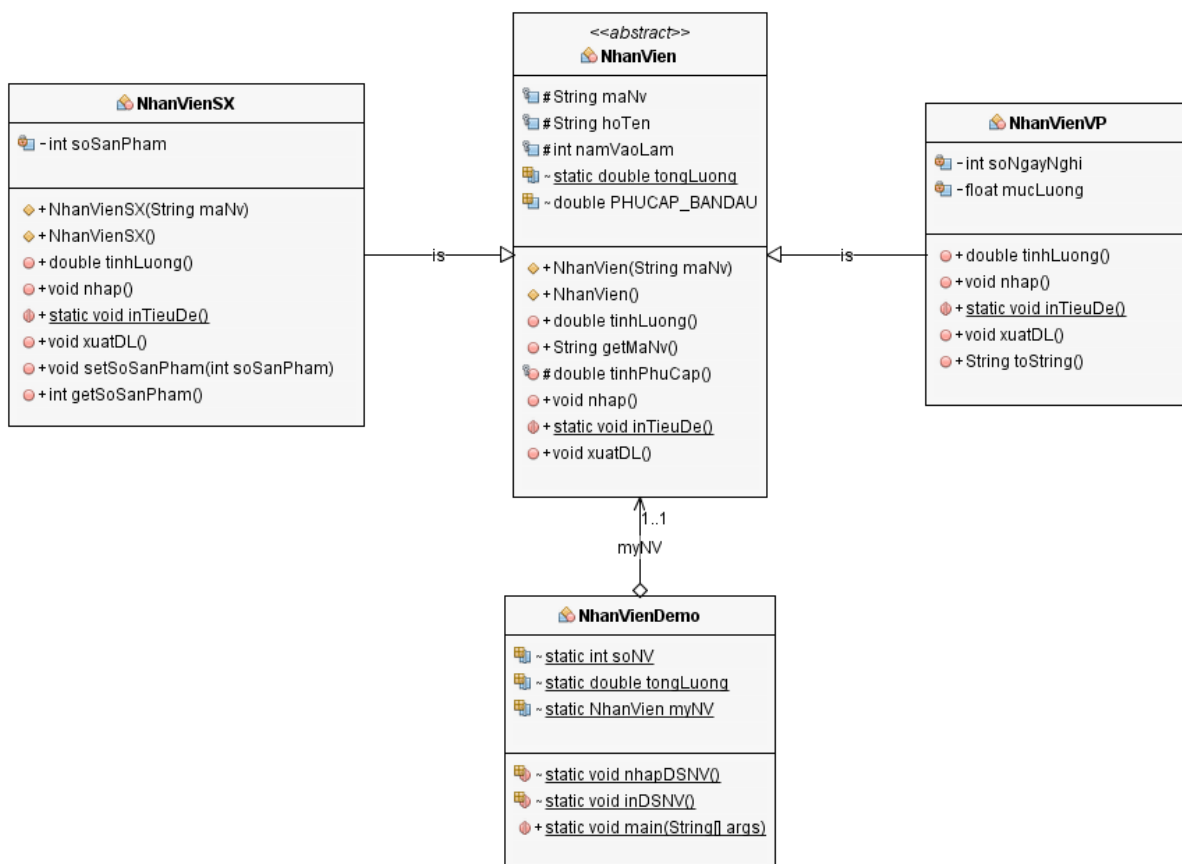 <<abstract>>
NhanVien
#String maNv
#String hoTen
#int namVaoLam
~static double tongLuong
~double PHUCAP_BANDAU
+NhanVien(String maNv)
+NhanVien()
+double tinhLuong()
+String getMaNv()
#double tinhPhuCap()
+void nhap()
+static void inTieuDe()
+void xuatDL()
NhanVienSX
-int soSanPham
+NhanVienSX(String maNv)
+NhanVienSX()
+double tinhLuong()
+void nhap()
+static void inTieuDe()
+void xuatDL()
+void setSoSanPham(int soSanPham)
+int getSoSanPham()
is
is
NhanVienVP
-int soNgayNghi
-float mucLuong
+double tinhLuong()
+void nhap()
+static void inTieuDe()
+void xuatDL()
+String toString()
1..1
myNV
NhanVienDemo
~static int soNV
~static double tongLuong
~static NhanVien myNV
~static void nhapDSNV()
~static void inDSNV()
+static void main(String[] args)